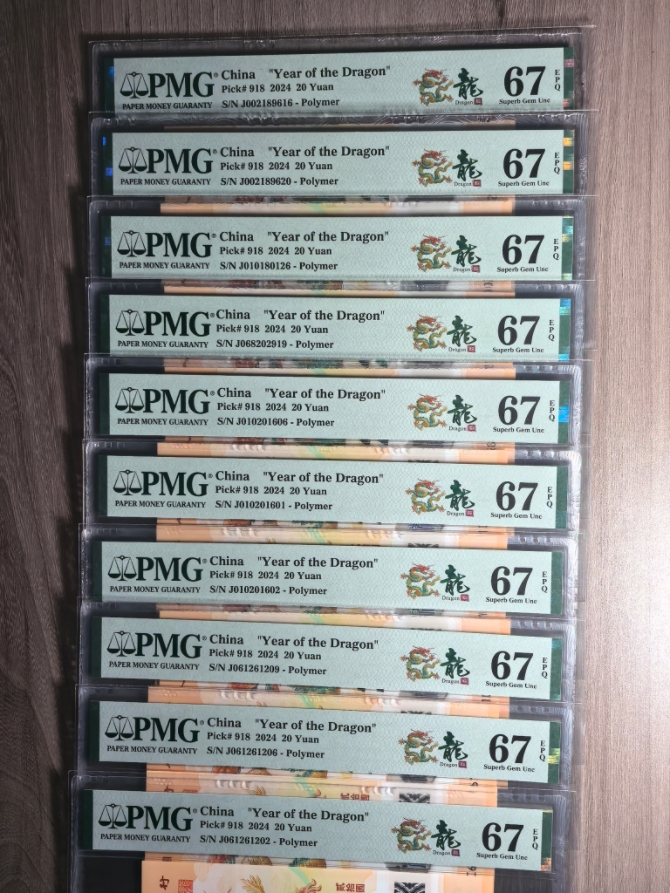 PMG® China "Year of the Dragon"
Pick# 918 2024 20 Yuan
PAPER MONEY GUARANTY S/N J002189616 - Polymer
龍
Dragon
67
Superb Gem Unc
EPQ
PMG® China "Year of the Dragon"
Pick# 918 2024 20 Yuan
PAPER MONEY GUARANTY S/N J002189620 - Polymer
龍
Dragon
67
Superb Gem Unc
EPQ
PMG® China "Year of the Dragon"
Pick# 918 2024 20 Yuan
PAPER MONEY GUARANTY S/N J010180126 - Polymer
龍
Dragon
67
Superb Gem Unc
EPQ
PMG® China "Year of the Dragon"
Pick# 918 2024 20 Yuan
PAPER MONEY GUARANTY S/N J068202919 - Polymer
龍
Dragon
67
Superb Gem Unc
EPQ
PMG® China "Year of the Dragon"
Pick# 918 2024 20 Yuan
PAPER MONEY GUARANTY S/N J010201606 - Polymer
龍
Dragon
67
Superb Gem Unc
EPQ
PMG® China "Year of the Dragon"
Pick# 918 2024 20 Yuan
PAPER MONEY GUARANTY S/N J010201601 - Polymer
龍
Dragon
67
Superb Gem Unc
EPQ
PMG® China "Year of the Dragon"
Pick# 918 2024 20 Yuan
PAPER MONEY GUARANTY S/N J010201602 - Polymer
龍
Dragon
67
Superb Gem Unc
EPQ
PMG® China "Year of the Dragon"
Pick# 918 2024 20 Yuan
PAPER MONEY GUARANTY S/N J061261209 - Polymer
龍
Dragon
67
Superb Gem Unc
EPQ
PMG® China "Year of the Dragon"
Pick# 918 2024 20 Yuan
PAPER MONEY GUARANTY S/N J061261206 - Polymer
龍
Dragon
67
Superb Gem Unc
EPQ
贰拾圆
PMG® China "Year of the Dragon"
Pick# 918 2024 20 Yuan
PAPER MONEY GUARANTY S/N J061261202 - Polymer
龍
Dragon
67
Superb Gem Unc
EPQ
贰拾圆